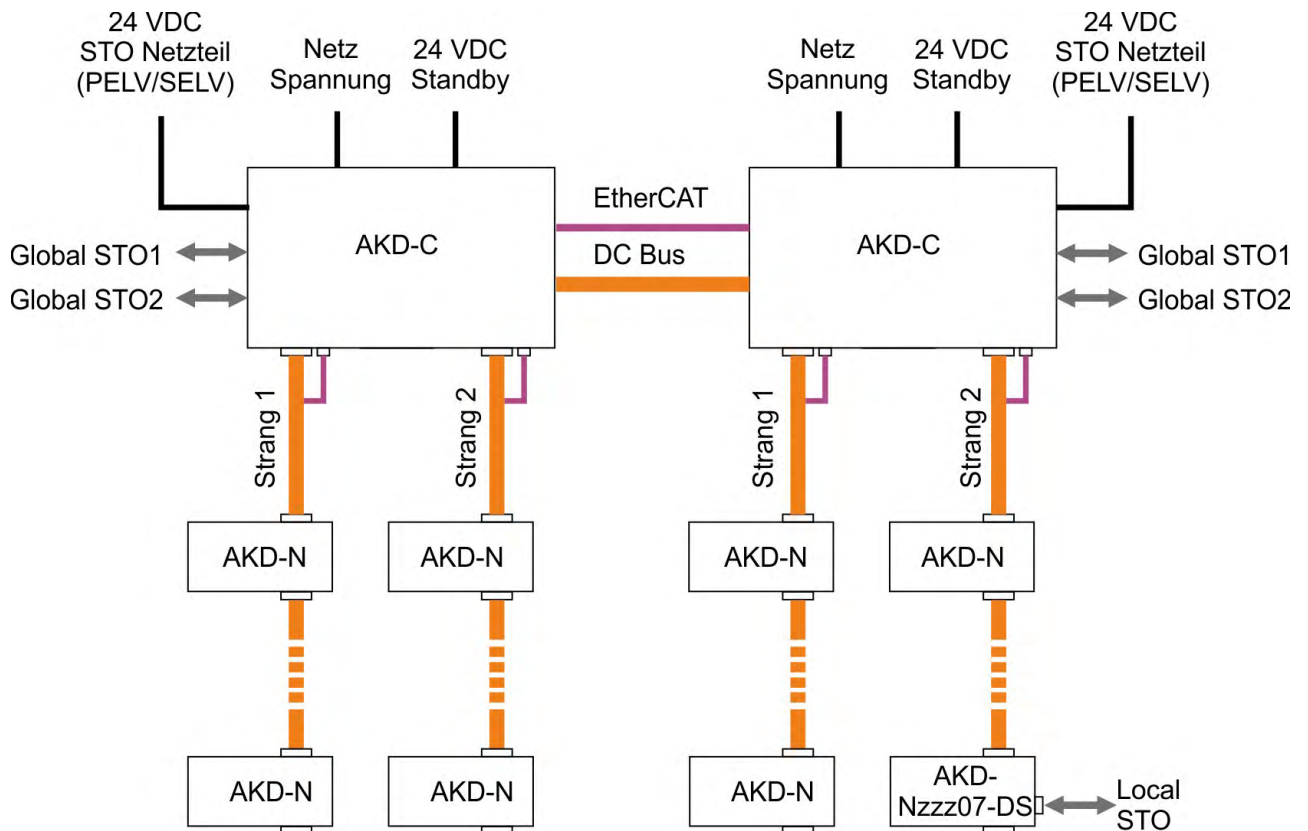 24 VDC
STO Netzteil
(PELV/SELV)
Netz
Spannung
24 VDC
Standby
Netz
Spannung
24 VDC
Standby
24 VDC
STO Netzteil
(PELV/SELV)
AKD-C
EtherCAT
DC Bus
AKD-C
Global STO1
Global STO2
Global STO1
Global STO2
Strang 1
Strang 2
Strang 1
Strang 2
AKD-N
AKD-N
AKD-N
AKD-N
AKD-N
AKD-N
AKD-N
AKD-
Nzzz07-DS
Local
STO